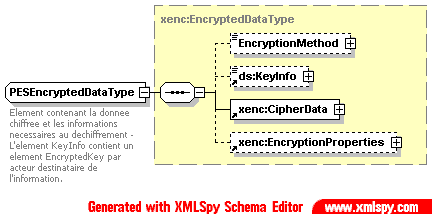 xenc:EncryptedDataType
EncryptionMethod
ds:KeyInfo
PESEncryptedDataType
xenc:CipherData
Element contenant la donnee
chiffree et les informations
necessaires au dechiffrement -
L'element KeyInfo contient un
element EncryptedKey par
acteur destinataire de
l'information.
xenc:EncryptionProperties
Generated with XMLSpy Schema Editor
www.xmlspy.com